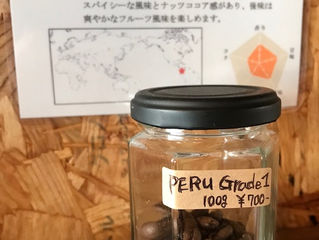 スパイシーな風味とナッツココア感があり、後味は
爽やかなフルーツ風味を楽しめます。
香り
PERU Grade1
100g ¥700-